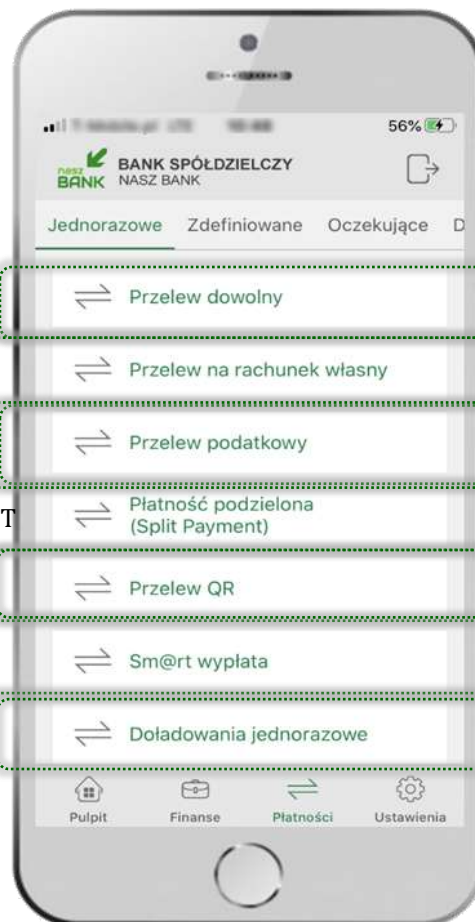 56%
nasz
BANK
BANK SPÓŁDZIELCZY
NASZ BANK
Jednorazowe Zdefiniowane Oczekujące D
Przelew dowolny
Przelew na rachunek własny
Przelew podatkowy
T
Płatność podzielona
(Split Payment)
Przelew QR
Sm@rt wypłata
Doładowania jednorazowe
Pulpit Finanse Płatności Ustawienia